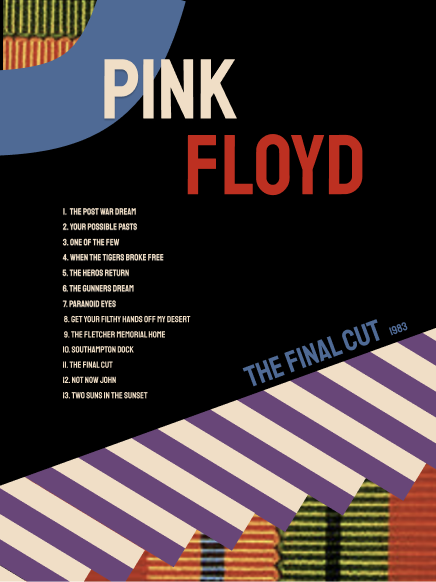 PINK
FLOYD
1. THE POST WAR DREAM
2. YOUR POSSIBLE PASTS
3. ONE OF THE FEW
4. WHEN THE TIGERS BROKE FREE
5. THE HEROS RETURN
6. THE GUNNERS DREAM
7. PARANOID EYES
8. GET YOUR FILTHY HANDS OFF MY DESERT
9. THE FLETCHER MEMORIAL HOME
10. SOUTHAMPTON DOCK
11. THE FINAL CUT
12. NOT NOW JOHN
13. TWO SUNS IN THE SUNSET
THE FINAL CUT 1983